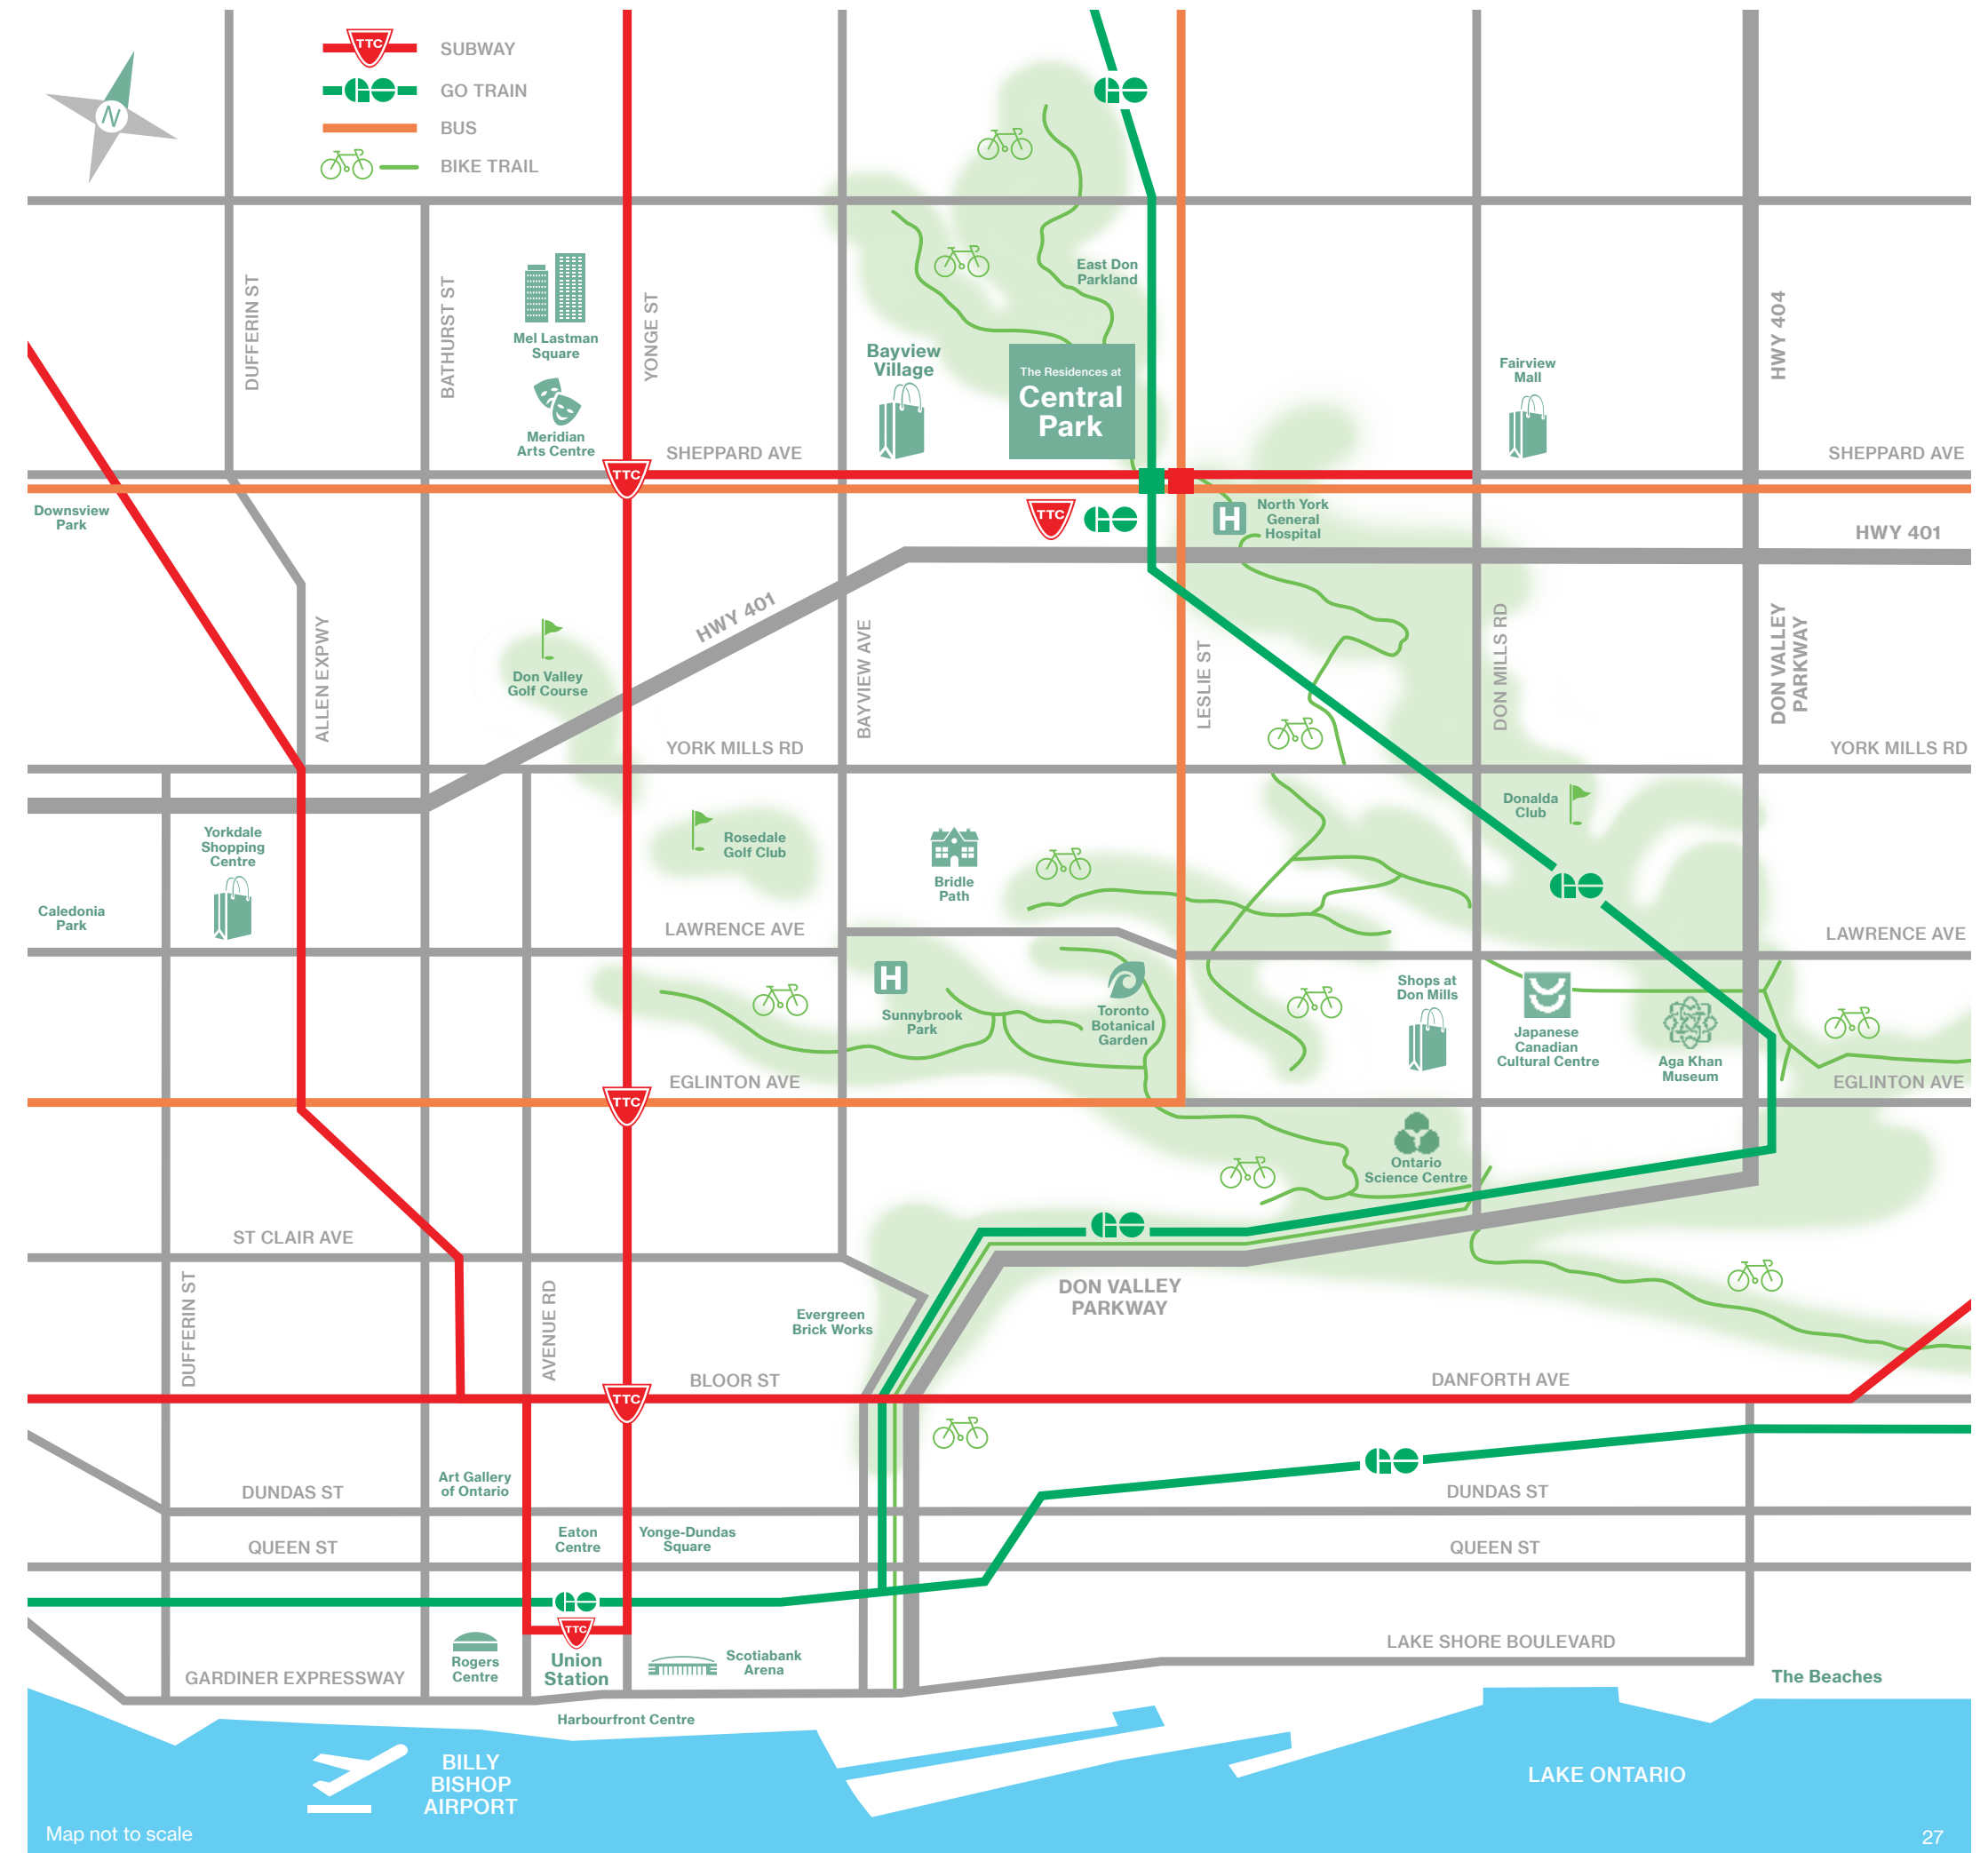 TTC
SUBWAY
GO TRAIN
BUS
BIKE TRAIL
N
DUFFERIN ST
BATHURST ST
YONGE ST
HWY 404
Mel Lastman
Square
Meridian
Arts Centre
East Don
Parkland
Bayview
Village
The Residences at
Central
Park
Fairview
Mall
SHEPPARD AVE
SHEPPARD AVE
TTC
Downsview
Park
TTC
GO
H
North York
General
Hospital
HWY 401
HWY 401
ALLEN EXPWY
Don Valley
Golf Course
BAYVIEW AVE
LESLIE ST
DON MILLS RD
DON VALLEY
PARKWAY
YORK MILLS RD
YORK MILLS RD
Yorkdale
Shopping
Centre
Rosedale
Golf Club
Bridle
Path
Donalda
Club
Caledonia
Park
LAWRENCE AVE
LAWRENCE AVE
H
Sunnybrook
Park
Toronto
Botanical
Garden
Shops at
Don Mills
Japanese
Canadian
Cultural Centre
Aga Khan
Museum
EGLINTON AVE
EGLINTON AVE
TTC
Ontario
Science Centre
ST CLAIR AVE
DUFFERIN ST
AVENUE RD
Evergreen
Brick Works
DON VALLEY
PARKWAY
BLOOR ST
DANFORTH AVE
TTC
Art Gallery
of Ontario
DUNDAS ST
DUNDAS ST
Eaton
Centre
Yonge-Dundas
Square
QUEEN ST
QUEEN ST
GO
TTC
Rogers
Centre
Union
Station
Scotiabank
Arena
LAKE SHORE BOULEVARD
GARDINER EXPRESSWAY
The Beaches
Harbourfront Centre
BILLY
BISHOP
AIRPORT
LAKE ONTARIO
Map not to scale
27